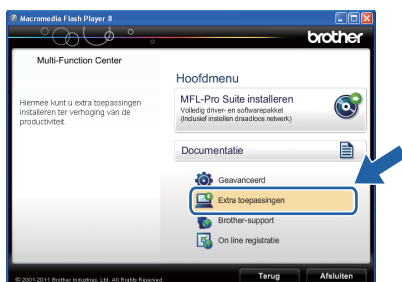 Macromedia Flash Player 8
brother
Multi-Function Center
Hiermee kunt u extra toepassingen
installeren ter verhoging van de
productiviteit.
Hoofdmenu
MFL-Pro Suite installeren
Volledig driver- en softwarepakket
(Inclusief instellen draadloos netwerk)
Documentatie
Geavanceerd
Extra toepassingen
Brother-support
On line registratie
© 2001-2011 Brother Industries, Ltd. All Rights Reserved.
Terug
Afsluiten